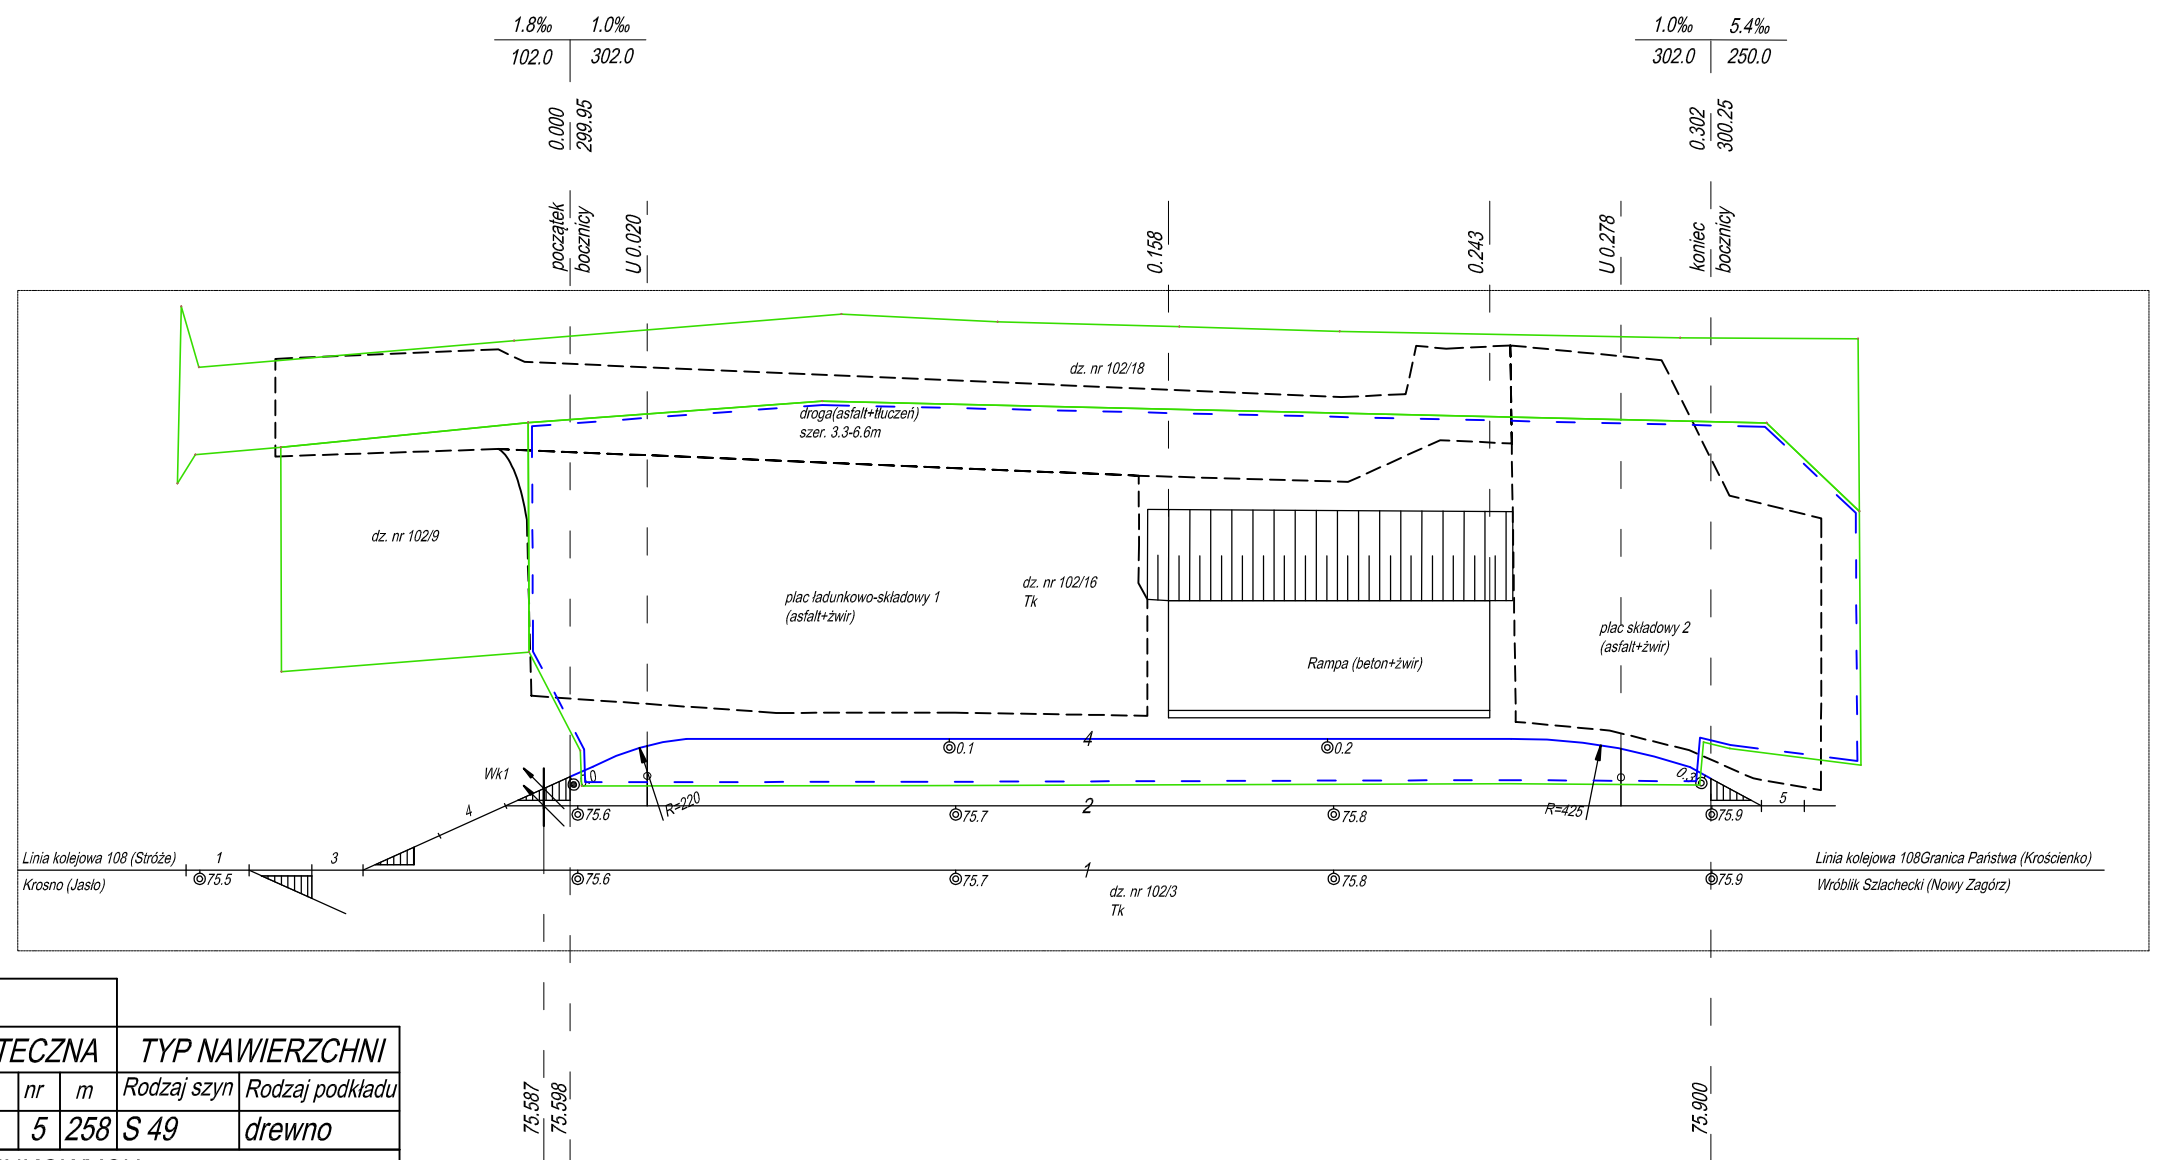 1.8‰ 1.0‰
102.0 302.0
1.0‰ 5.4‰
302.0 250.0
0.000
299.95
0.302
300.25
początek
bocznicy
U 0.020
0.158
0.243
U 0.278
koniec
bocznicy
dz. nr 102/18
droga(asfalt+tłuczeń)
szer. 3.3-6.6m
dz. nr 102/9
dz. nr 102/16
Tk
plac ładunkowo-składowy 1
(asfalt+żwir)
plac składowy 2
(asfalt+żwir)
Rampa (beton+żwir)
0.1
4
0.2
Wk1
0
0.3
R=220
R=425
4
2
5
75.6
75.7
75.8
75.9
Linia kolejowa 108 (Stróże)
1
3
Linia kolejowa 108Granica Państwa (Krościenko)
Krosno (Jasło)
75.5
75.6
75.7
1
75.8
75.9
Wróblik Szlachecki (Nowy Zagórz)
dz. nr 102/3
Tk
TECZNA TYP NAWIERZCHNI
nr m Rodzaj szyn Rodzaj podkładu
5 258 S 49 drewno
75.587
75.598
75.900